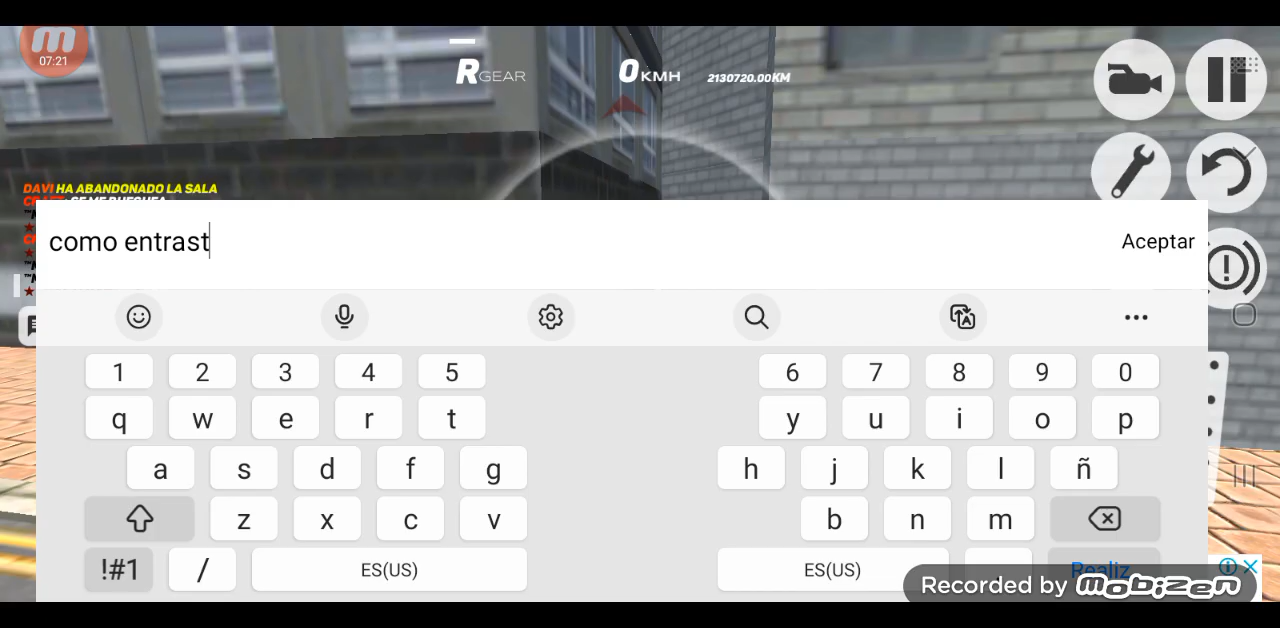 07:21
R GEAR
0 KMH
2130720.00KM
DAVI HA ABANDONADO LA SALA
como entrast
Aceptar
1 2 3 4 5 6 7 8 9 0
q w e r t y u i o p
a s d f g h j k l ñ
z x c v b n m
!#1 / ES(US) ES(US) Realiz
Recorded by mobizen